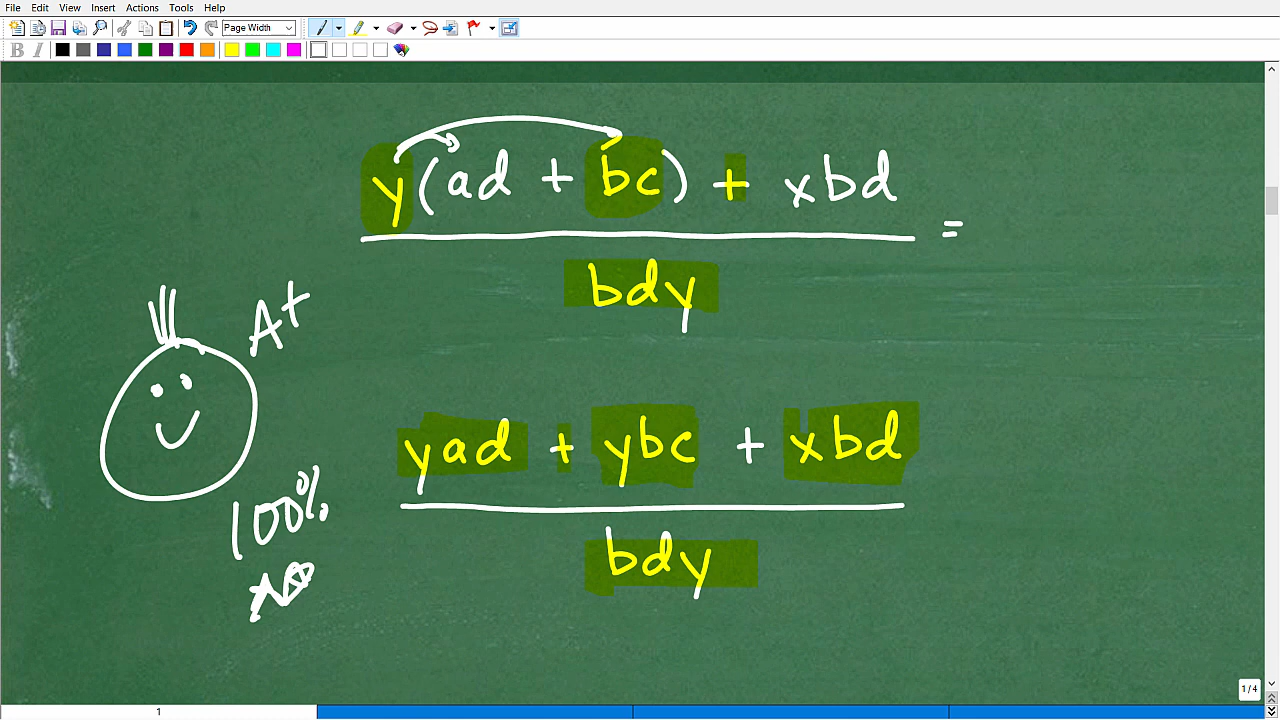 File Edit View Insert Actions Tools Help
Page Width
B I
y(ad + bc) + xbd
=
bdy
A+
yad + ybc + xbd
100%
bdy
1/4
1